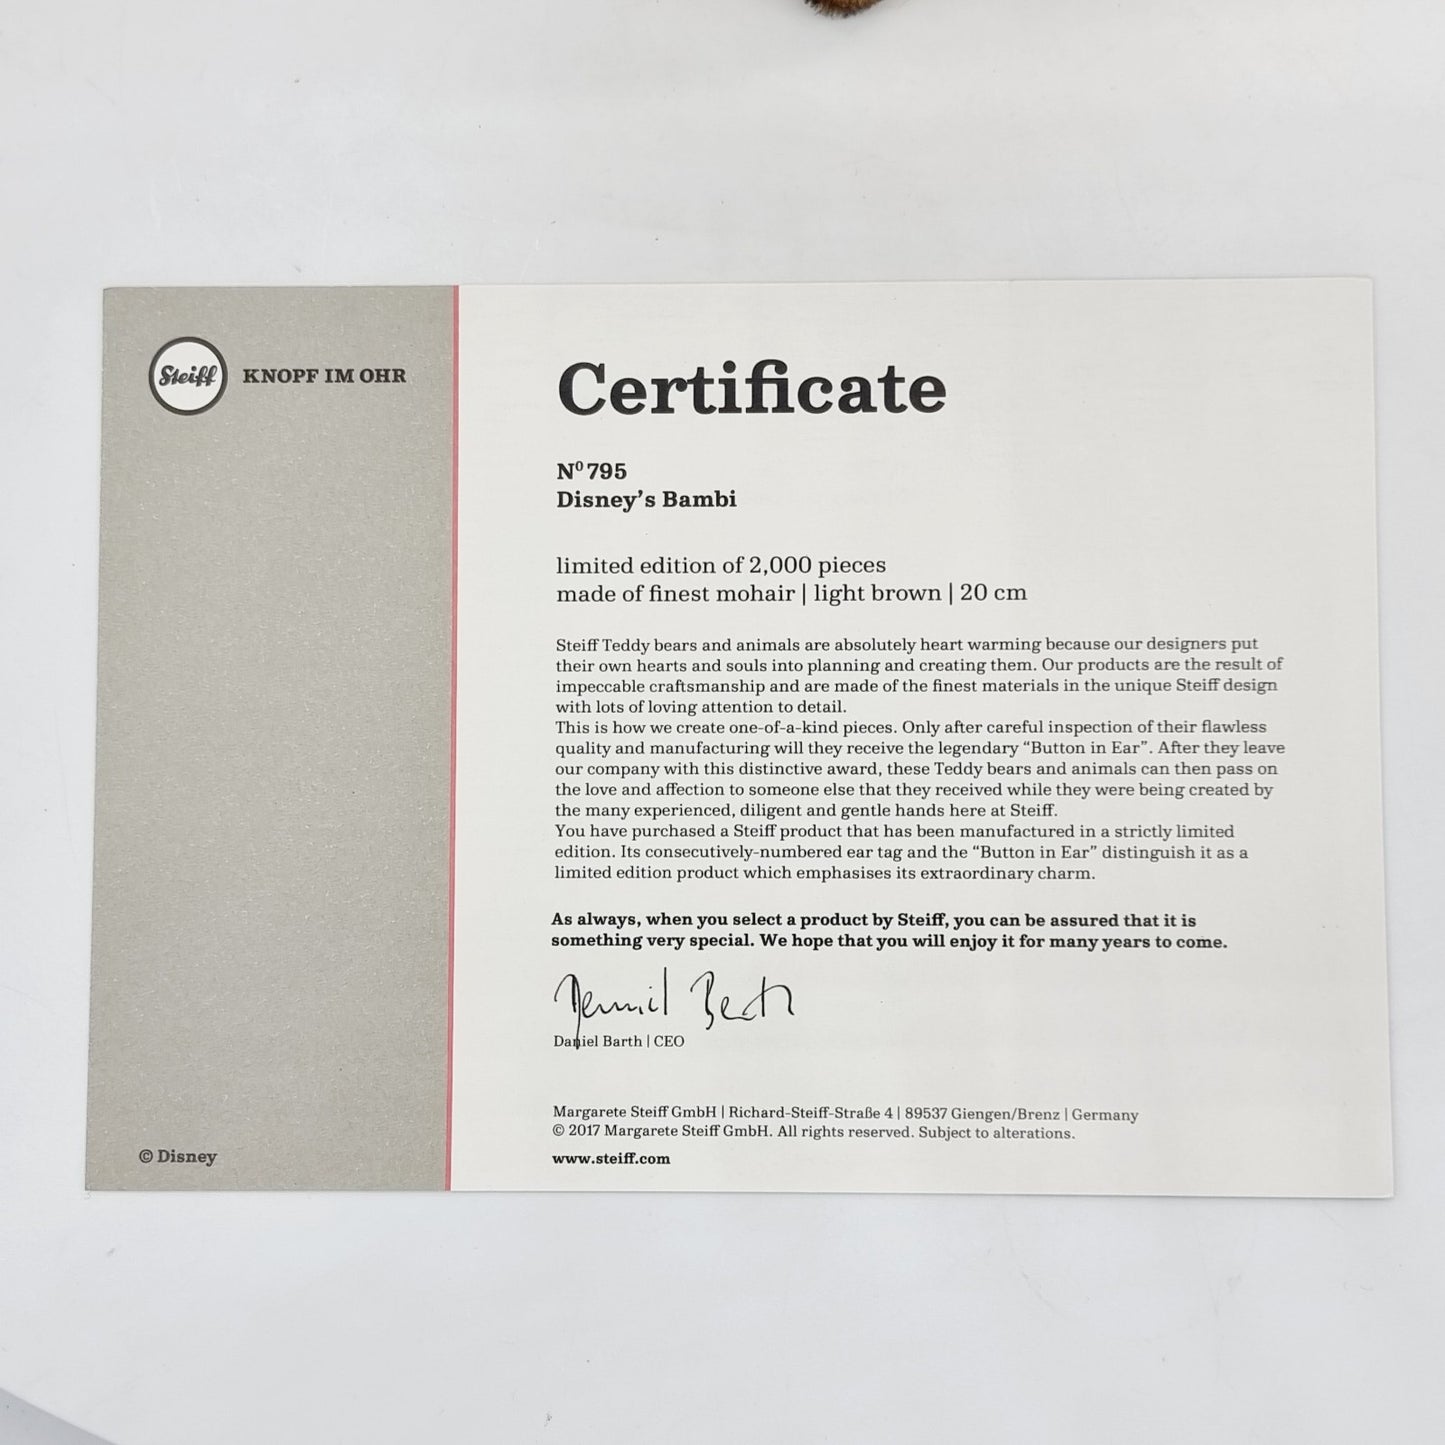 Steiff KNOPF IM OHR
Certificate
Nº 795
Disney's Bambi
limited edition of 2,000 pieces
made of finest mohair | light brown | 20 cm
Steiff Teddy bears and animals are absolutely heart warming because our designers put
their own hearts and souls into planning and creating them. Our products are the result of
impeccable craftsmanship and are made of the finest materials in the unique Steiff design
with lots of loving attention to detail.
This is how we create one-of-a-kind pieces. Only after careful inspection of their flawless
quality and manufacturing will they receive the legendary “Button in Ear”. After they leave
our company with this distinctive award, these Teddy bears and animals can then pass on
the love and affection to someone else that they received while they were being created by
the many experienced, diligent and gentle hands here at Steiff.
You have purchased a Steiff product that has been manufactured in a strictly limited
edition. Its consecutively-numbered ear tag and the “Button in Ear” distinguish it as a
limited edition product which emphasises its extraordinary charm.
As always, when you select a product by Steiff, you can be assured that it is
something very special. We hope that you will enjoy it for many years to come.
Daniel Barth
Daniel Barth | CEO
Margarete Steiff GmbH | Richard-Steiff-Straße 4 | 89537 Giengen/Brenz | Germany
© 2017 Margarete Steiff GmbH. All rights reserved. Subject to alterations.
www.steiff.com
© Disney